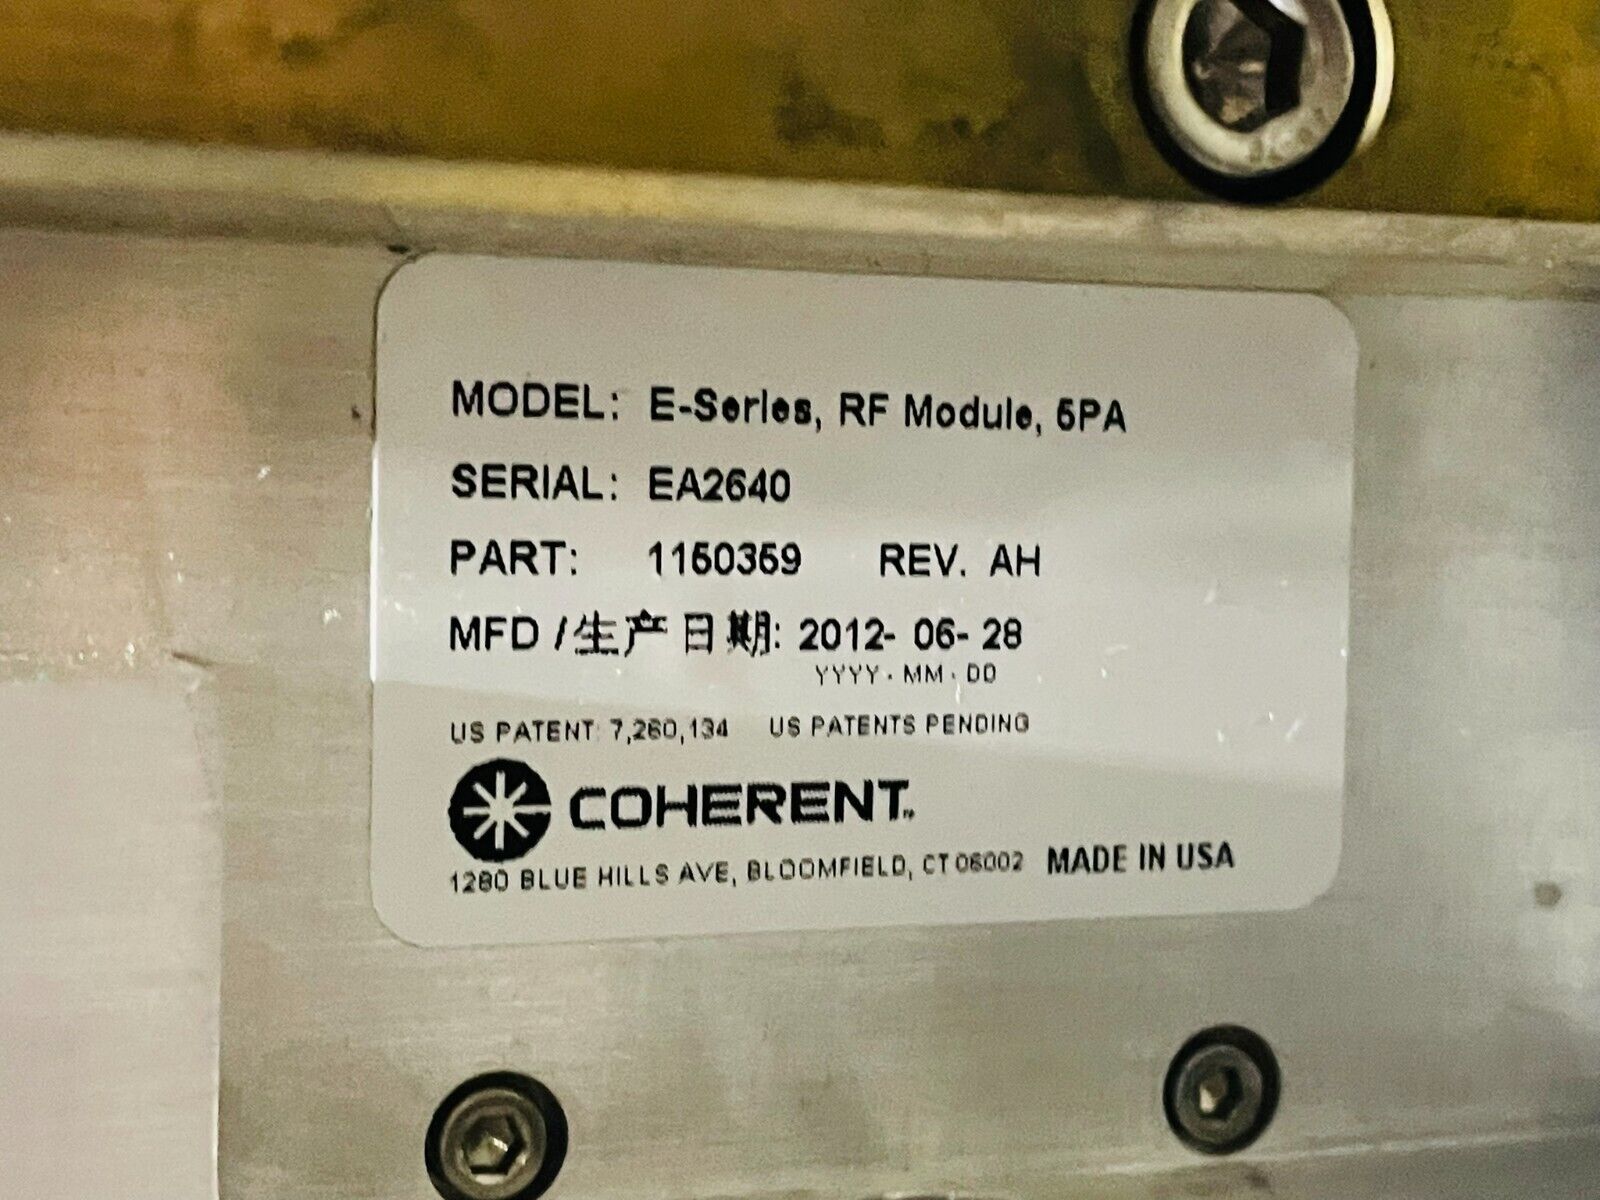 MODEL: E-Series, RF Module, 5PA
SERIAL: EA2640
PART: 1150359 REV. AH
MFD / 生产日期: 2012- 06- 28
YYYY - MM - DD
US PATENT: 7,260,134 US PATENTS PENDING
COHERENT™
1280 BLUE HILLS AVE, BLOOMFIELD, CT 06002 MADE IN USA